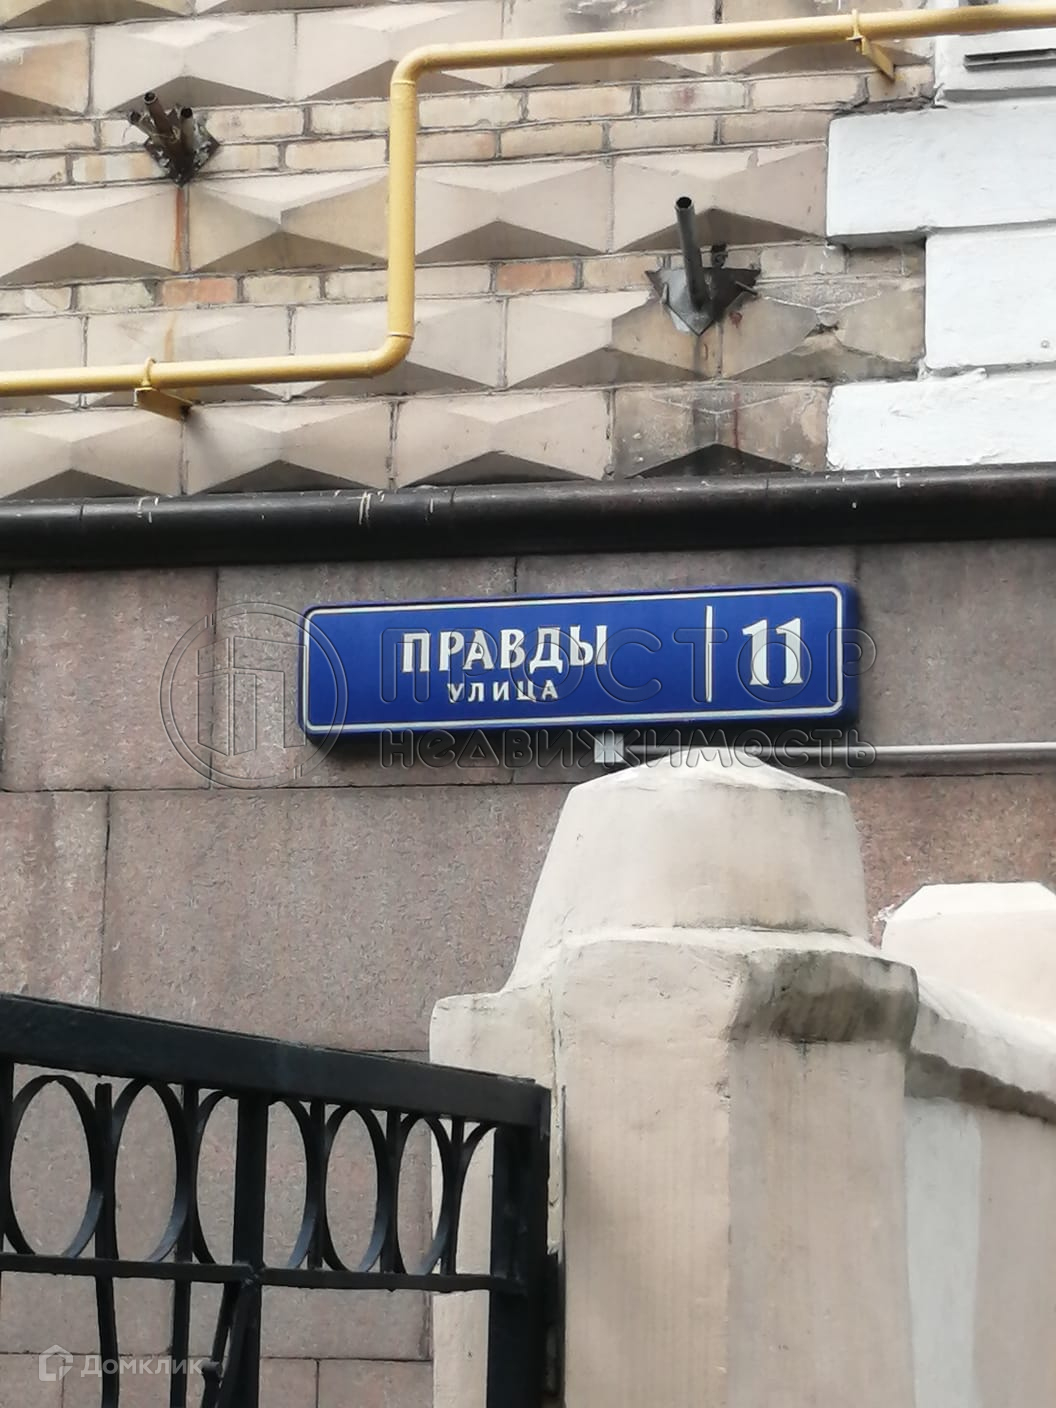 ПРАВДЫ
УЛИЦА
11
ПРОСТОР
недвижимость
Домклик